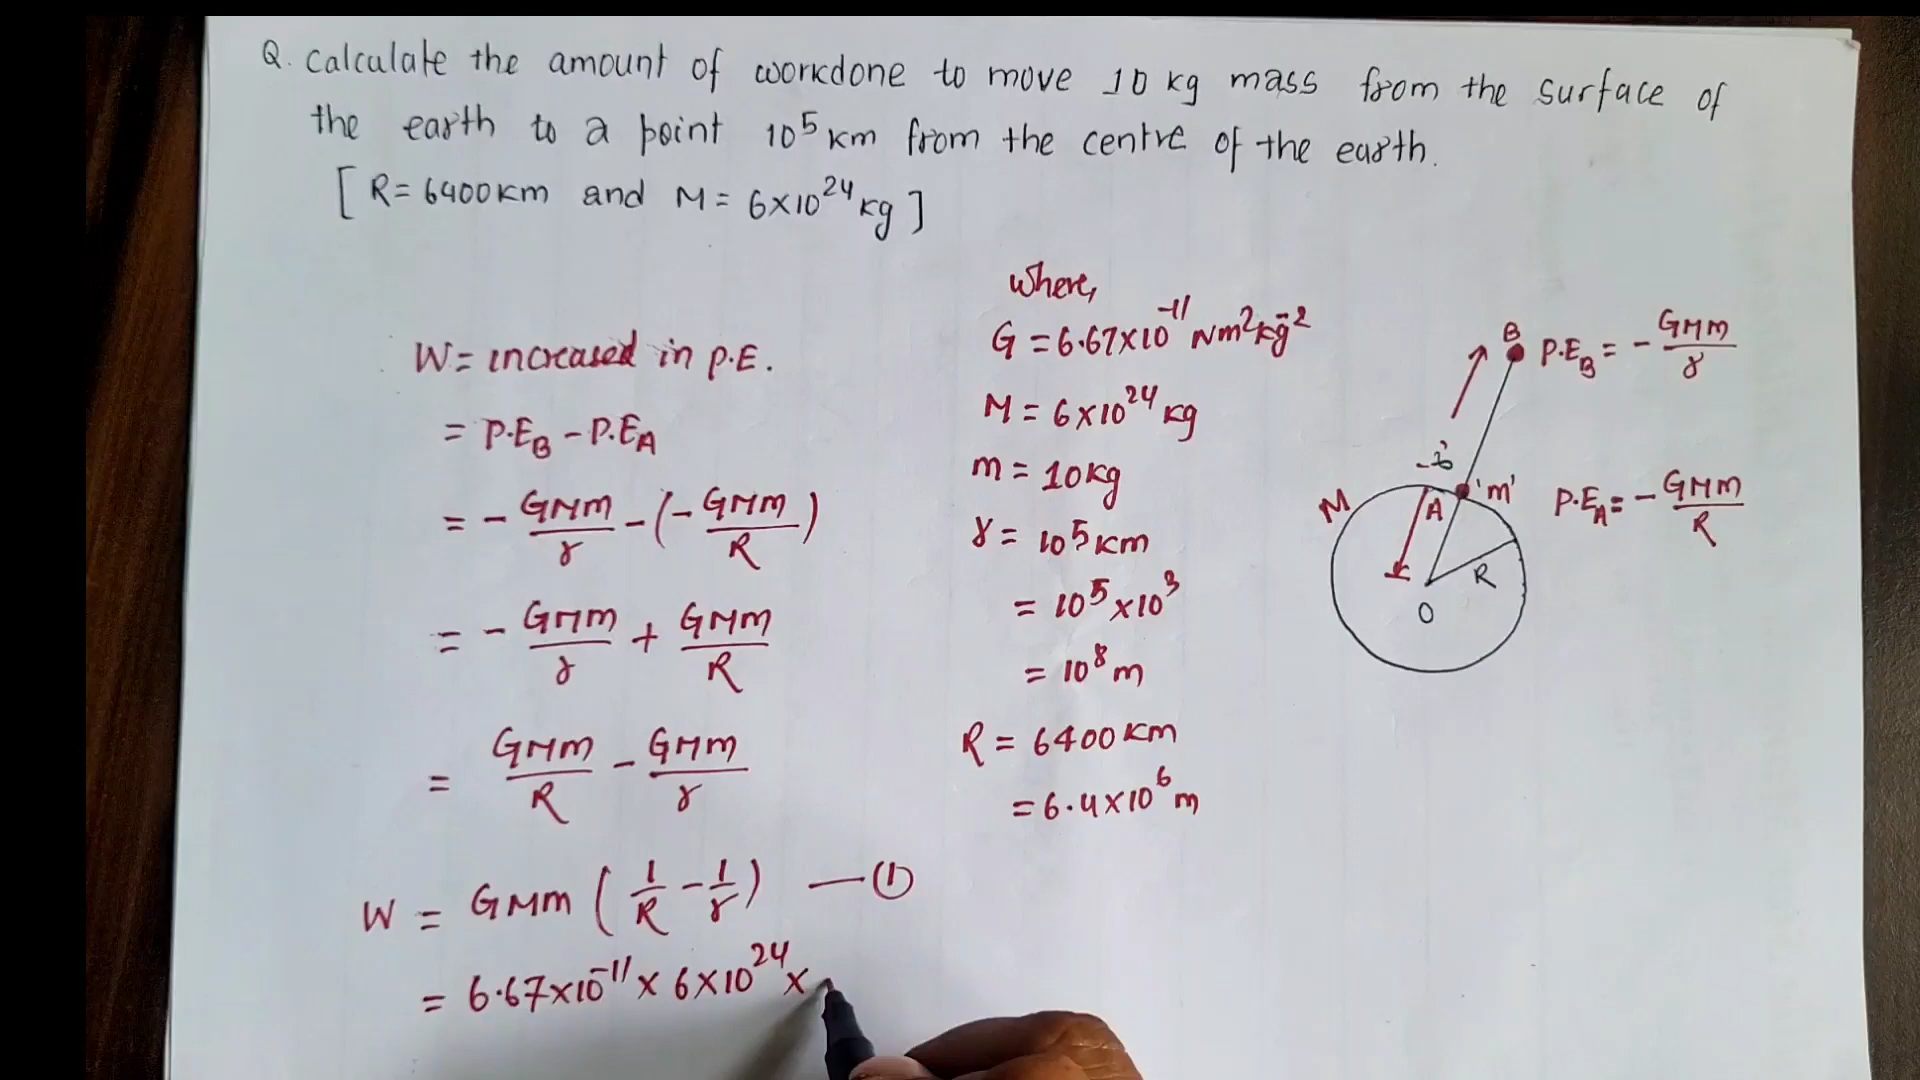 Q. Calculate the amount of workdone to move 10 kg mass from the surface of
the earth to a point 10⁵ km from the centre of the earth.
[ R = 6400 km and M = 6×10²⁴ kg ]
W = increased in P.E.
= P.E_B - P.E_A
= - GMm/r - (- GMm/R)
= - GMm/r + GMm/R
= GMm/R - GMm/r
W = GMm (1/R - 1/r) —①
= 6.67×10⁻¹¹ × 6×10²⁴ ×
where,
G = 6.67×10⁻¹¹ Nm²kg⁻²
M = 6×10²⁴ kg
m = 10kg
r = 10⁵ km
= 10⁵ × 10³
= 10⁸ m
R = 6400 km
= 6.4×10⁶ m
B P.E_B = - GMm/r
M A 'm' P.E_A = - GMm/R
R
O